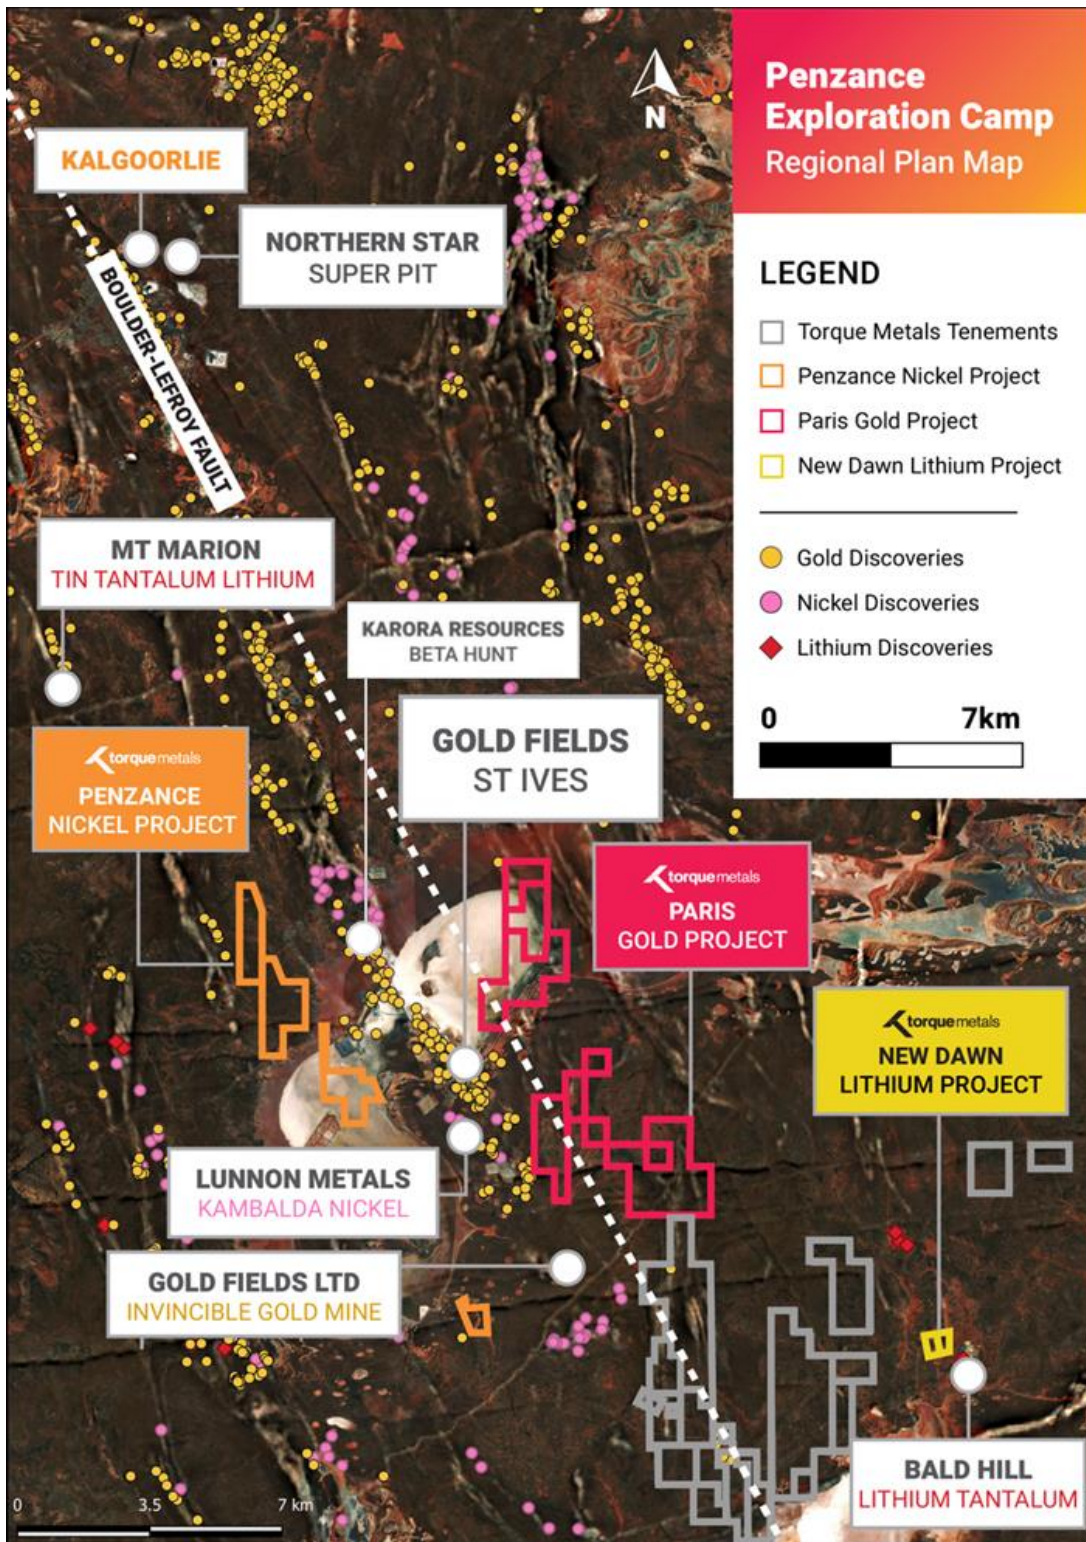 Penzance
Exploration Camp
Regional Plan Map
N
KALGOORLIE
NORTHERN STAR
SUPER PIT
BOULDER-LEFROY FAULT
LEGEND
Torque Metals Tenements
Penzance Nickel Project
Paris Gold Project
New Dawn Lithium Project
Gold Discoveries
Nickel Discoveries
Lithium Discoveries
0 7km
MT MARION
TIN TANTALUM LITHIUM
KARORA RESOURCES
BETA HUNT
GOLD FIELDS
ST IVES
torquemetals
PENZANCE
NICKEL PROJECT
torquemetals
PARIS
GOLD PROJECT
torquemetals
NEW DAWN
LITHIUM PROJECT
LUNNON METALS
KAMBALDA NICKEL
GOLD FIELDS LTD
INVINCIBLE GOLD MINE
BALD HILL
LITHIUM TANTALUM
0 3.5 7 km